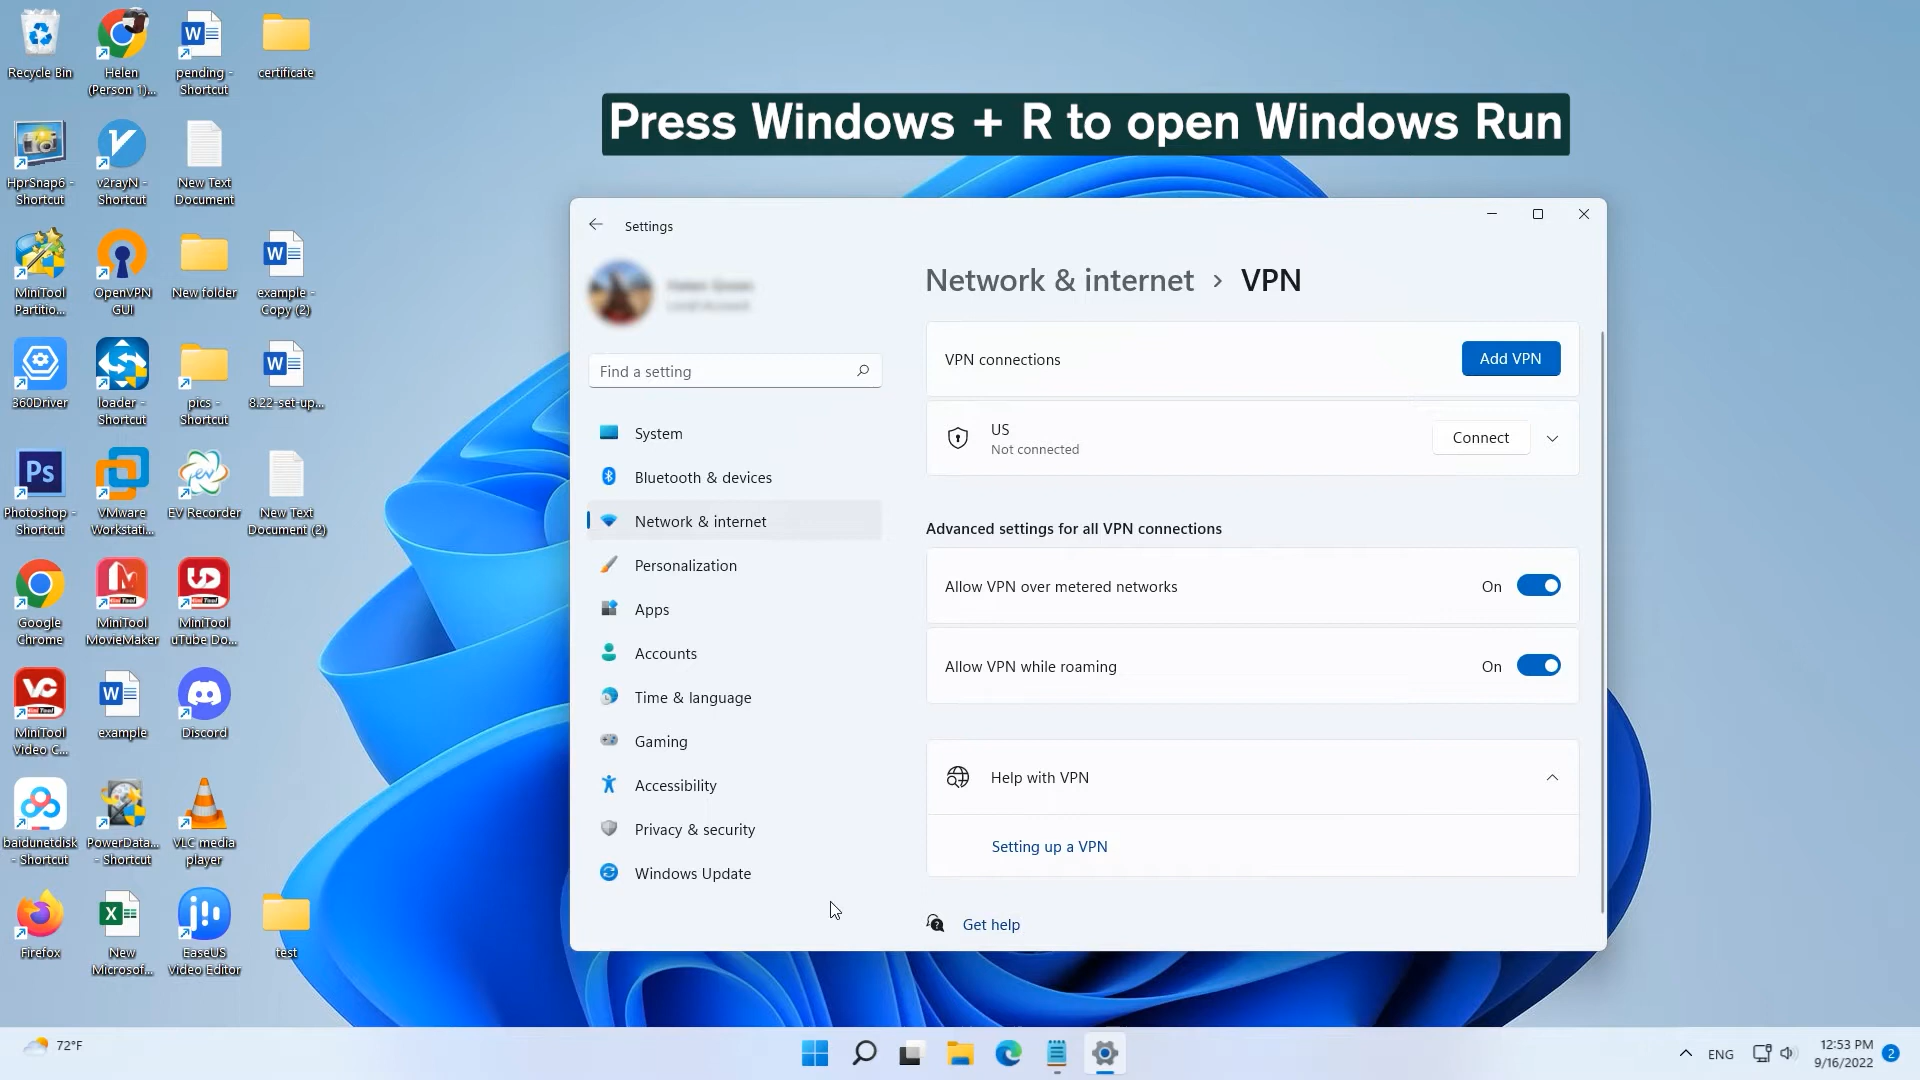 Press Windows + R to open Windows Run
Recycle Bin
Helen
(Person 1)...
pending -
Shortcut
certificate
HprSnap6 -
Shortcut
v2rayN -
Shortcut
New Text
Document
MiniTool
Partitio...
OpenVPN
GUI
New folder
example -
Copy (2)
360Driver
loader -
Shortcut
pics -
Shortcut
8.22-set-up...
Ps
Photoshop -
Shortcut
VMware
Workstati...
EV Recorder
New Text
Document (2)
Google
Chrome
MiniTool
MovieMaker
MiniTool
uTube Do...
MiniTool
Video C...
example
Discord
baidunetdisk
- Shortcut
PowerData...
- Shortcut
VLC media
player
Firefox
New
Microsof...
EaseUS
Video Editor
test
Settings
Find a setting
System
Bluetooth & devices
Network & internet
Personalization
Apps
Accounts
Time & language
Gaming
Accessibility
Privacy & security
Windows Update
Network & internet > VPN
VPN connections
Add VPN
US
Not connected
Connect
Advanced settings for all VPN connections
Allow VPN over metered networks
On
Allow VPN while roaming
On
Help with VPN
Setting up a VPN
Get help
72°F
ENG
12:53 PM
9/16/2022
2